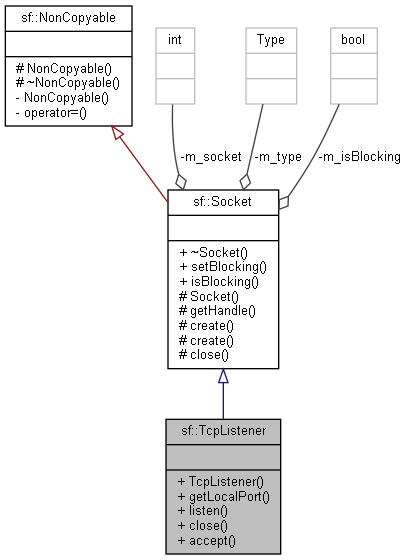 sf::NonCopyable
# NonCopyable()
# ~NonCopyable()
- NonCopyable()
- operator=()
int
Type
bool
-m_socket
-m_type
-m_isBlocking
sf::Socket
+ ~Socket()
+ setBlocking()
+ isBlocking()
# Socket()
# getHandle()
# create()
# create()
# close()
sf::TcpListener
+ TcpListener()
+ getLocalPort()
+ listen()
+ close()
+ accept()